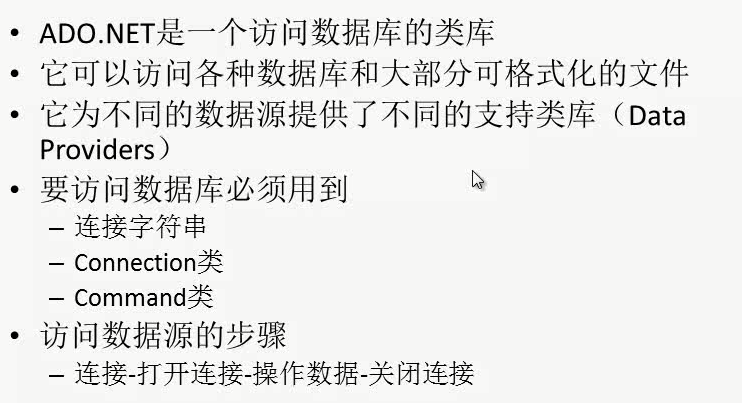 • ADO.NET是一个访问数据库的类库
• 它可以访问各种数据库和大部分可格式化的文件
• 它为不同的数据源提供了不同的支持类库（Data
Providers）
• 要访问数据库必须用到
– 连接字符串
– Connection类
– Command类
• 访问数据源的步骤
– 连接-打开连接-操作数据-关闭连接